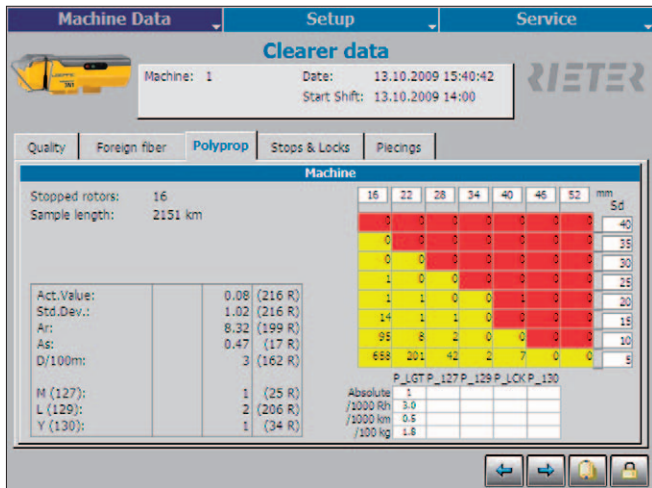 Machine Data Setup Service
Clearer data
Machine: 1 Date: 13.10.2009 15:40:42
Start Shift: 13.10.2009 14:00
RIETER
Quality Foreign fiber Polyprop Stops & Locks Piecings
Machine
Stopped rotors: 16
Sample length: 2151 km
16 22 28 34 40 46 52 mm
Sd
0 0 0 0 0 0 0 40
0 0 0 0 0 0 0 35
0 0 0 0 0 0 0 30
1 0 0 0 0 0 0 25
1 1 0 0 1 0 0 20
14 1 1 0 0 0 0 15
95 8 2 0 0 0 0 10
658 201 42 2 7 0 0 5
Act.Value: 0.08 (216 R)
Std.Dev.: 1.02 (216 R)
Ar: 8.32 (199 R)
As: 0.47 (17 R)
D/100m: 3 (162 R)
M (127): 1 (25 R)
L (129): 2 (206 R)
Y (130): 1 (34 R)
P_LGT P_127 P_129 P_LCK P_130
Absolute 1
/1000 Rh 3.0
/1000 km 0.5
/100 kg 1.8